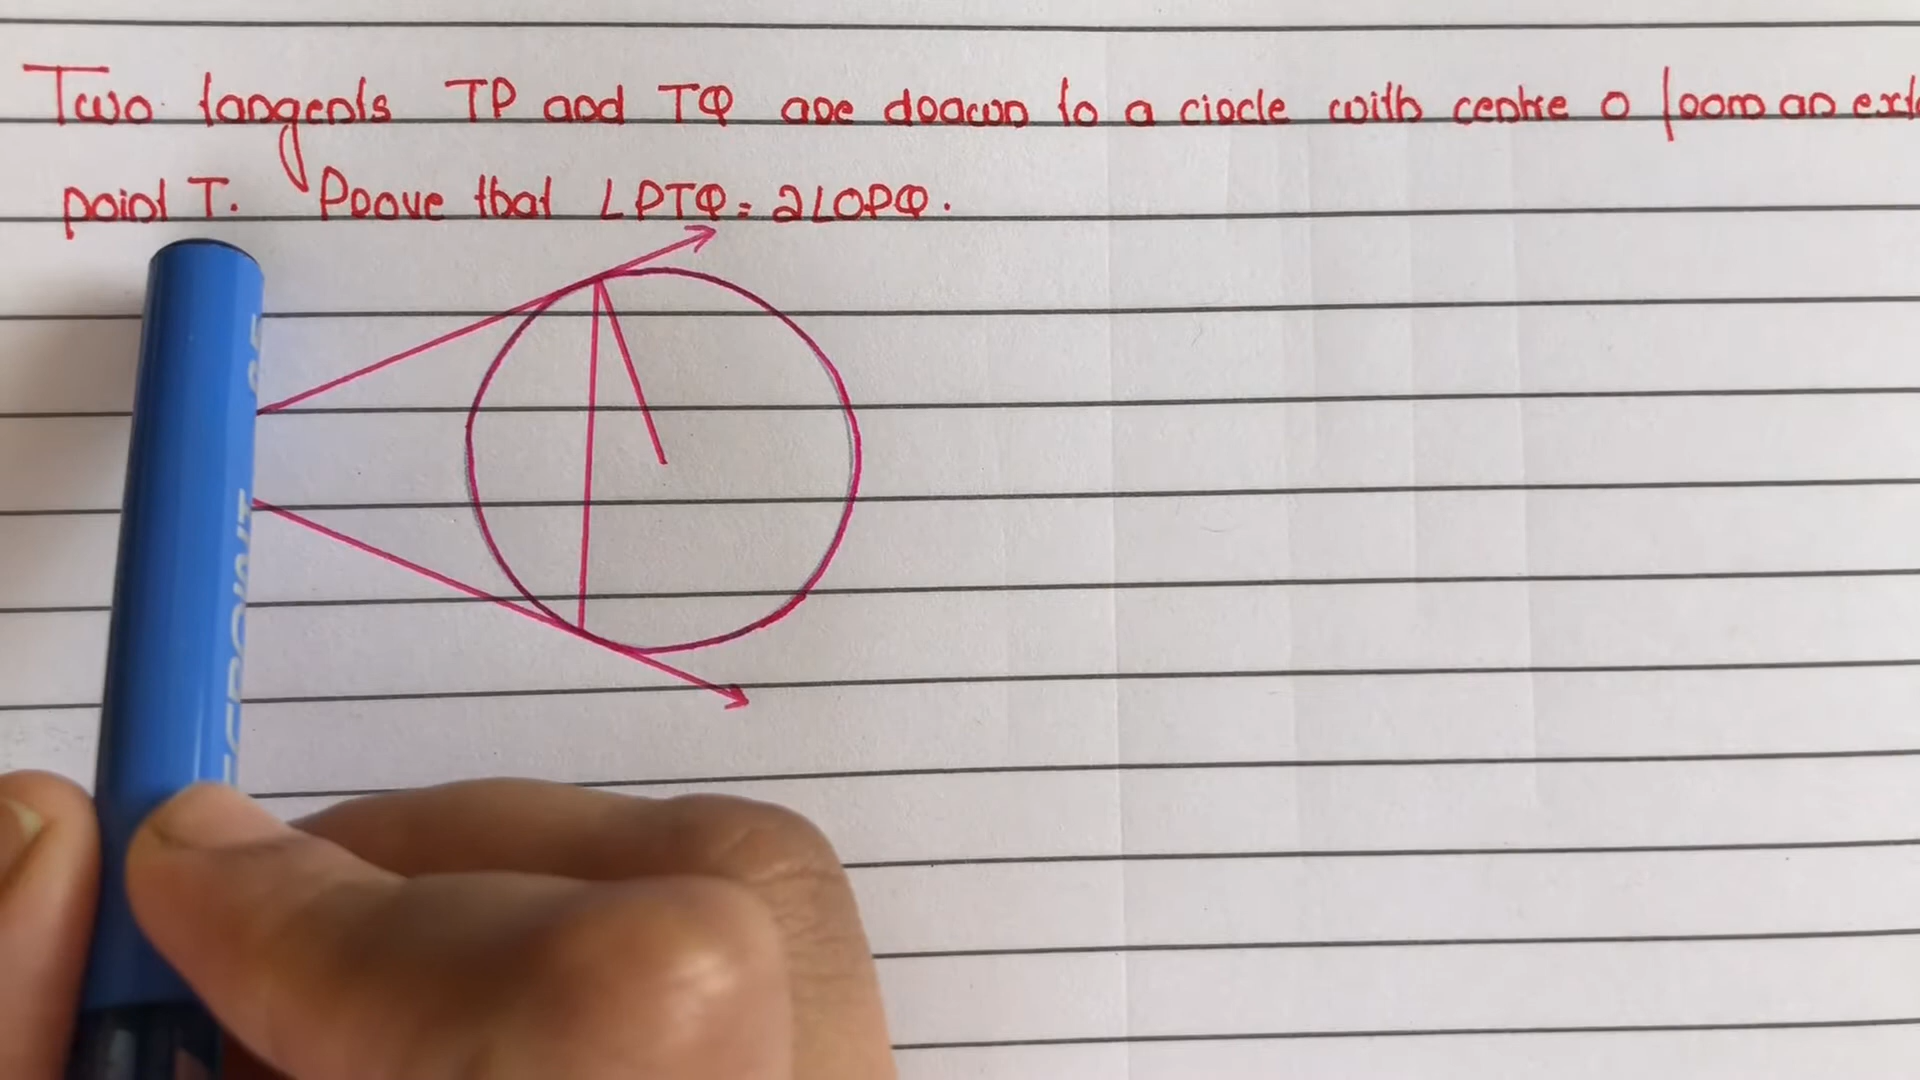 Two tangents TP and TQ are drawn to a circle with centre O from an
point T. Prove that ∠PTQ = 2∠OPQ.